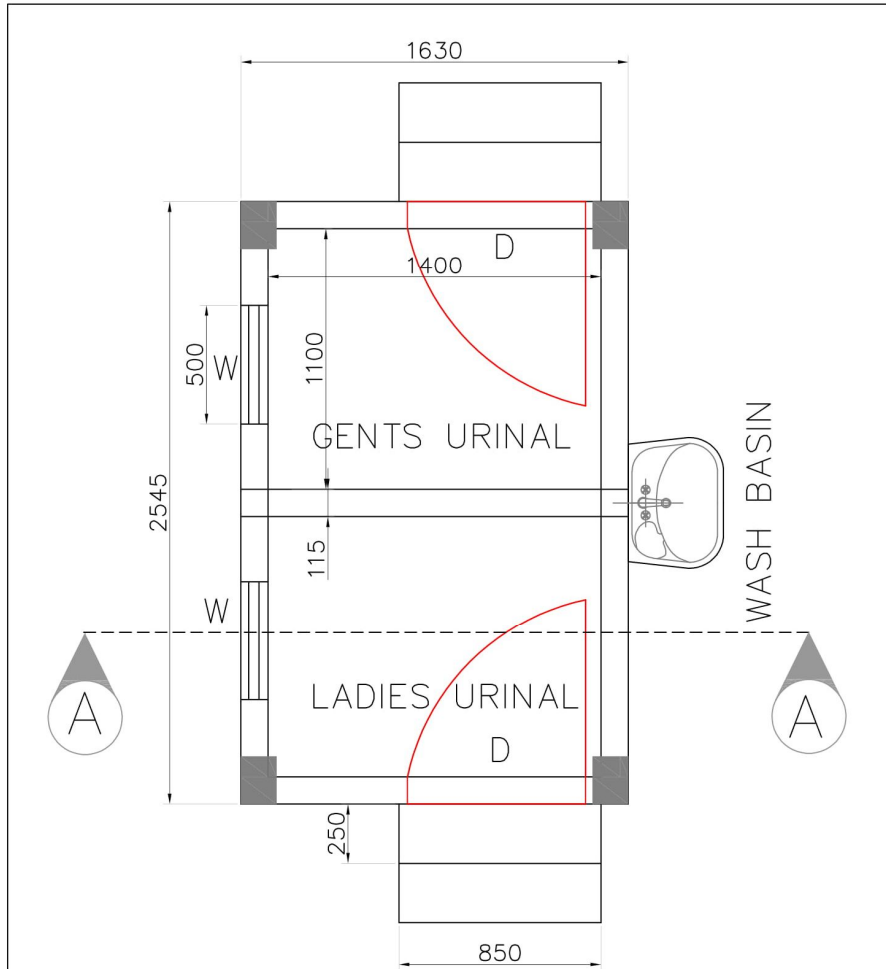 1630
D
1400
500
W
1100
GENTS URINAL
2545
115
WASH BASIN
W
A
A
LADIES URINAL
D
250
850